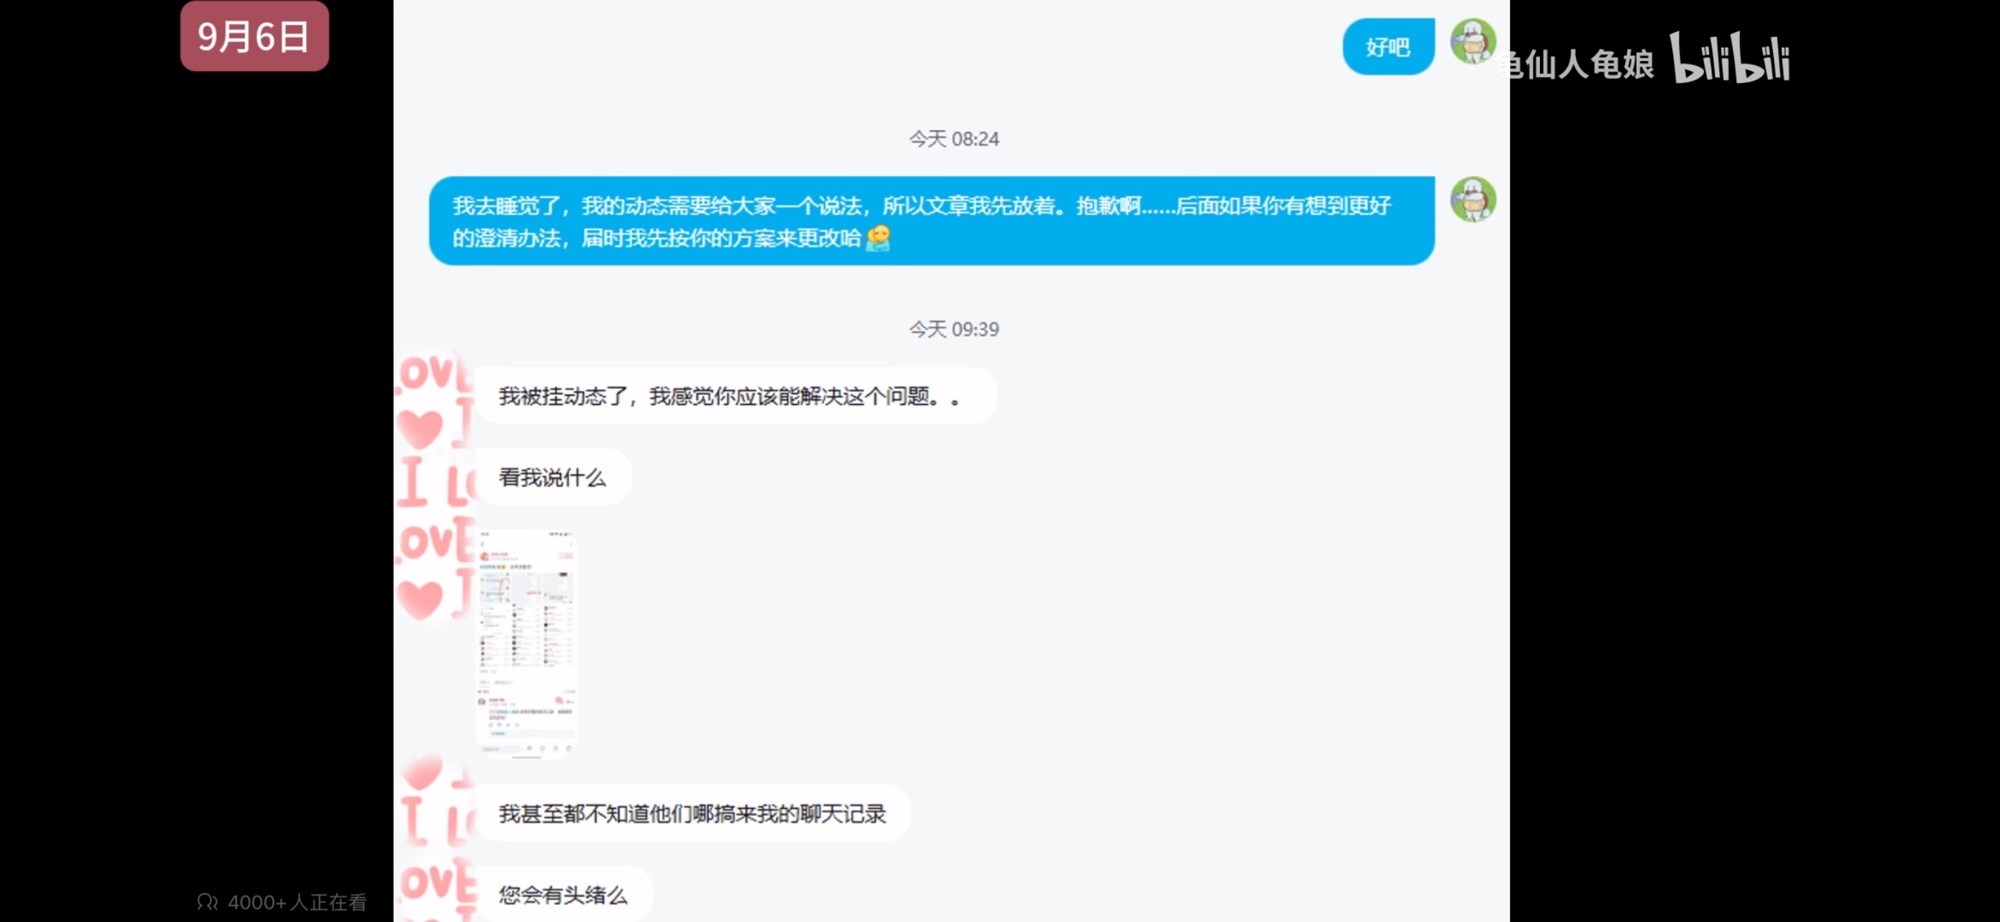 9月6日
好吧
龟仙人龟娘 bilibili
今天 08:24
我去睡觉了，我的动态需要给大家一个说法，所以文章我先放着。抱歉啊......后面如果你有想到更好
的澄清办法，届时我先按你的方案来更改哈
今天 09:39
我被挂动态了，我感觉你应该能解决这个问题。。
看我说什么
我甚至都不知道他们哪搞来我的聊天记录
您会有头绪么
4000+人正在看